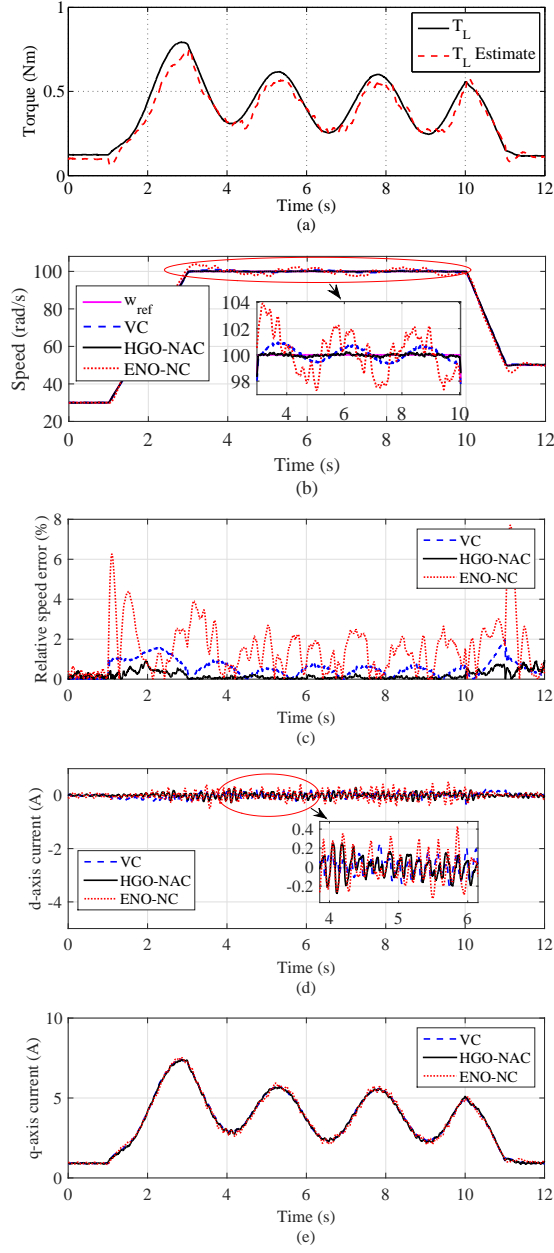 1
0.5
0
Torque (Nm)
T_L
T_L Estimate
0 2 4 6 8 10 12
Time (s)
(a)
100
80
60
40
20
Speed (rad/s)
w_ref
VC
HGO-NAC
ENO-NC
104
102
100
98
4 6 8 10
0 2 4 6 8 10 12
Time (s)
(b)
8
6
4
2
0
Relative speed error (%)
VC
HGO-NAC
ENO-NC
0 2 4 6 8 10 12
Time (s)
(c)
0
-2
-4
d-axis current (A)
VC
HGO-NAC
ENO-NC
0.4
0.2
0
-0.2
4 5 6
0 2 4 6 8 10 12
Time (s)
(d)
10
5
0
q-axis current (A)
VC
HGO-NAC
ENO-NC
0 2 4 6 8 10 12
Time (s)
(e)